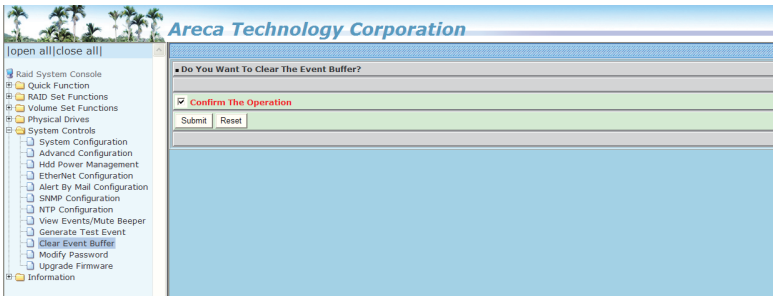 Areca Technology Corporation
|open all|close all|
Raid System Console
Quick Function
RAID Set Functions
Volume Set Functions
Physical Drives
System Controls
System Configuration
Advancd Configuration
Hdd Power Management
EtherNet Configuration
Alert By Mail Configuration
SNMP Configuration
NTP Configuration
View Events/Mute Beeper
Generate Test Event
Clear Event Buffer
Modify Password
Upgrade Firmware
Information
Do You Want To Clear The Event Buffer?
Confirm The Operation
Submit Reset